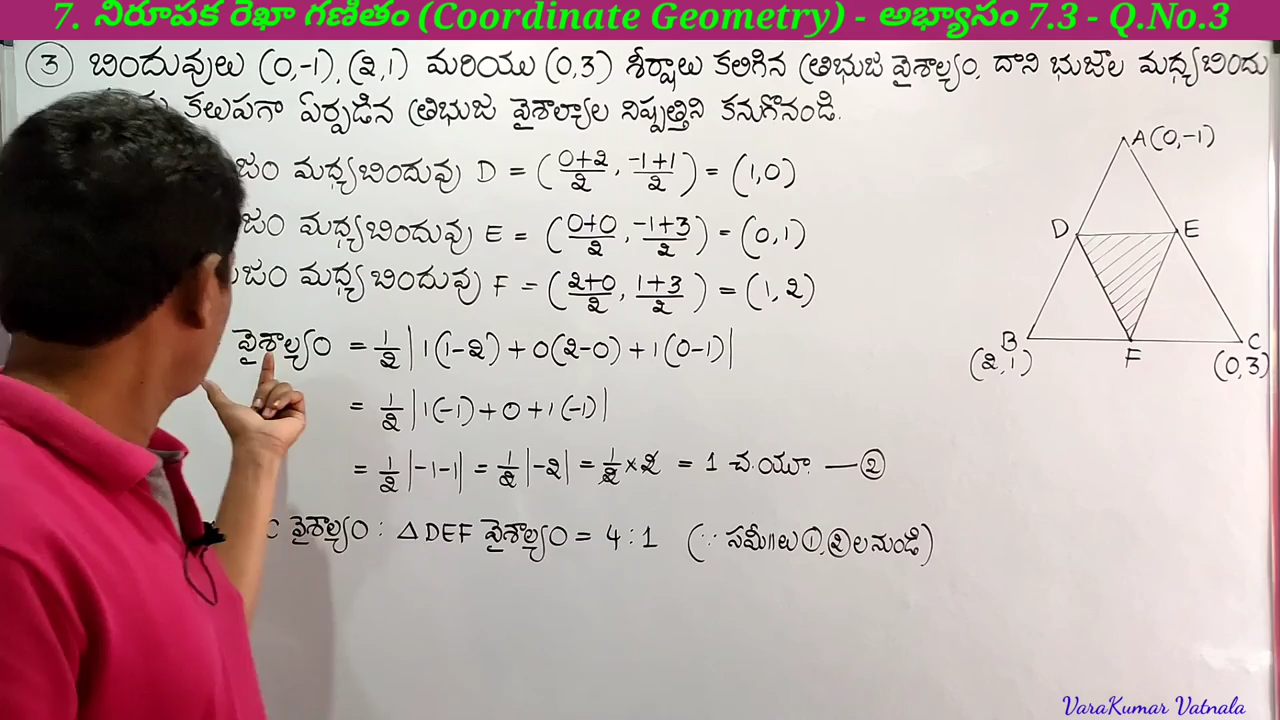 7. నిరూపక రేఖా గణితం (Coordinate Geometry) - అభ్యాసం 7.3 - Q.No.3
③ బిందువులు (0,-1), (2,1) మరియు (0,3) శీర్షాలు కలిగిన త్రిభుజ వైశాల్యం, దాని భుజాల మధ్యబిందు
కలుపగా ఏర్పడిన త్రిభుజ వైశాల్యాల నిష్పత్తిని కనుగొనండి.
మధ్యబిందువు D = (0+2/2, -1+1/2) = (1,0)
మధ్యబిందువు E = (0+0/2, -1+3/2) = (0,1)
మధ్యబిందువు F = (2+0/2, 1+3/2) = (1,2)
వైశాల్యం = 1/2 |1(1-2) + 0(2-0) + 1(0-1)|
= 1/2 |1(-1) + 0 + 1(-1)|
= 1/2 |-1-1| = 1/2 |-2| = 1/2 × 2 = 1 చ.యూ. — ②
C వైశాల్యం : △DEF వైశాల్యం = 4 : 1 (∵ సమీ॥లు ①,② ల నుండి)
A(0,-1)
D E
B F C
(2,1) (0,3)
VaraKumar Vatnala